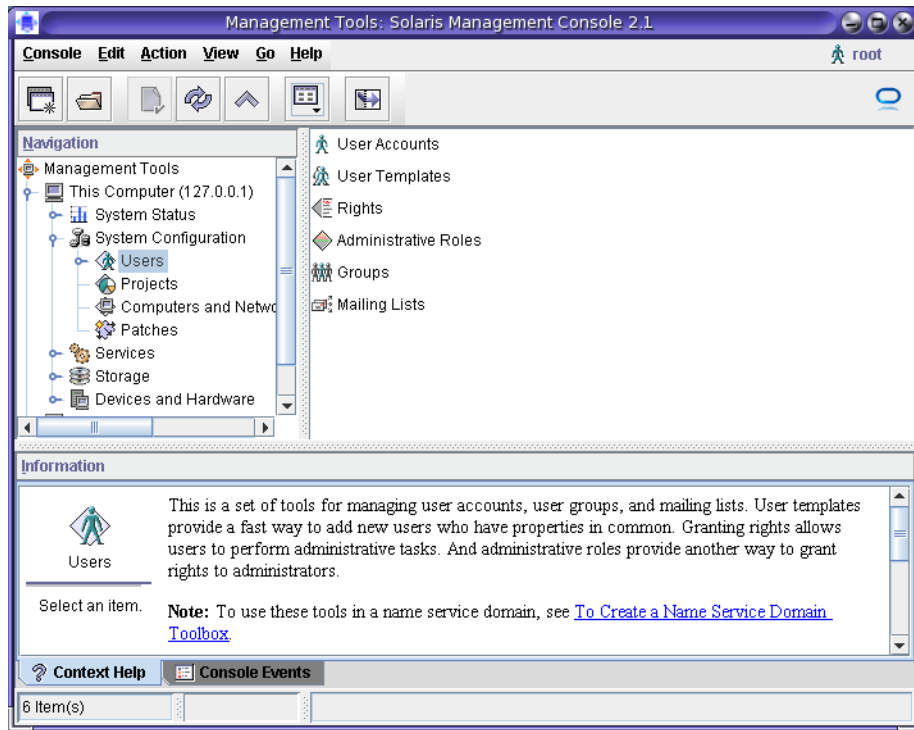 Management Tools: Solaris Management Console 2.1
Console Edit Action View Go Help
root
Navigation
Management Tools
This Computer (127.0.0.1)
System Status
System Configuration
Users
Projects
Computers and Netwo
Patches
Services
Storage
Devices and Hardware
User Accounts
User Templates
Rights
Administrative Roles
Groups
Mailing Lists
Information
Users
Select an item.
This is a set of tools for managing user accounts, user groups, and mailing lists. User templates
provide a fast way to add new users who have properties in common. Granting rights allows
users to perform administrative tasks. And administrative roles provide another way to grant
rights to administrators.
Note: To use these tools in a name service domain, see To Create a Name Service Domain
Toolbox.
Context Help
Console Events
6 Item(s)